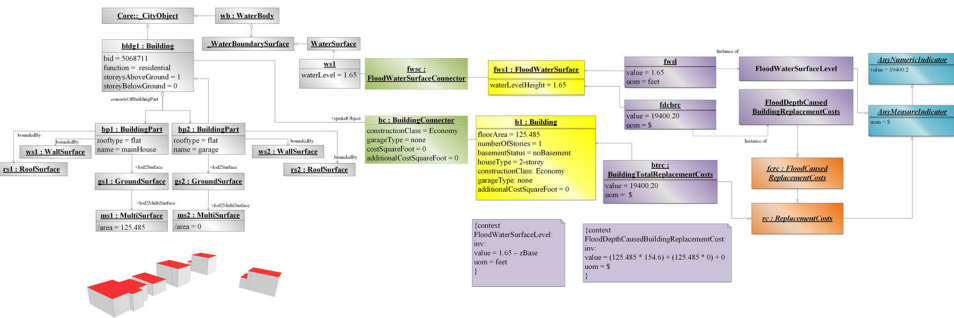 Core::_CityObject
wb : WaterBody
bldg1 : Building
bid = 5068711
function = residential
storeysAboveGround = 1
storeyBelowGround = 0
consistsOfBuildingPart
_WaterBoundarySurface
WaterSurface
ws1
waterLevel = 1.65
+spatialObject
bp1 : BuildingPart
rooftype = flat
name = mainHouse
bp2 : BuildingPart
rooftype = flat
name = garage
boundedBy
boundedBy
boundedBy
boundedBy
ws1 : WallSurface
rs1 : RoofSurface
ws2 : WallSurface
rs2 : RoofSurface
+lod2Surface
+lod2Surface
gs1 : GroundSurface
gs2 : GroundSurface
+lod2MultiSurface
+lod2MultiSurface
ms1 : MultiSurface
/area = 125.485
ms2 : MultiSurface
/area = 0
fwsc :
FloodWaterSurfaceConnector
bc : BuildingConnector
constructionClass = Economy
garageType = none
costSquareFoot = 0
additionalCostSquareFoot = 0
fws1 : FloodWaterSurface
waterLevelHeight = 1.65
b1 : Building
floorArea = 125.485
numberOfStories = 1
basementStatus = noBasement
houseType = 2-storey
constructionClass: Economy
garageType: none
additionalCostSquareFoot = 0
fwsl
value = 1.65
uom = feet
fdcbrc
value = 19400.20
uom = $
btrc :
BuildingTotalReplacementCosts
value = 19400.20
uom = $
Instance of
FloodWaterSurfaceLevel
FloodDepthCaused
BuildingReplacementCosts
Instance of
AnyNumericIndicator
value = 19400.2
AnyMeasureIndicator
uom = $
fcrc : FloodCaused
ReplacementCosts
rc : ReplacementCosts
{context
FloodWaterSurfaceLevel:
inv:
value = 1.65 – zBase
uom = feet
}
{context
FloodDepthCausedBuildingReplacementCost:
inv:
value = (125.485 * 154.6) + (125.485 * 0) + 0
uom = $
}